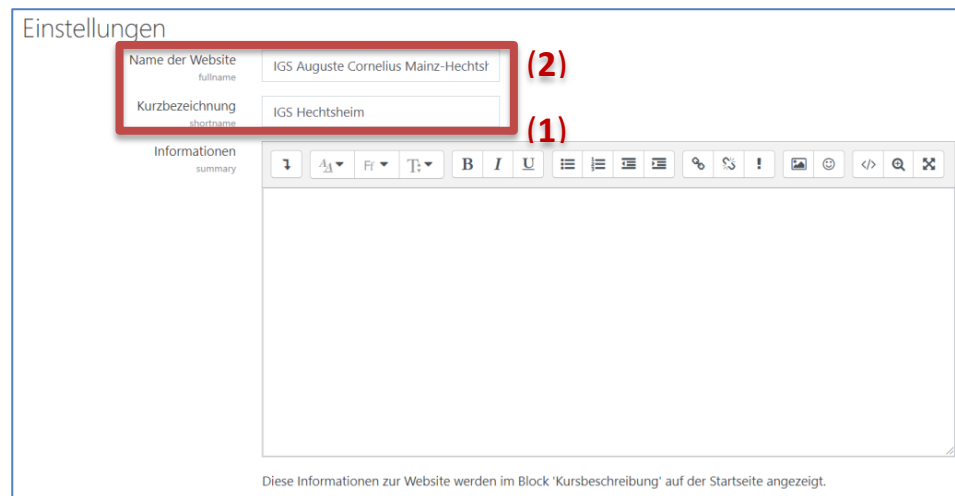 Einstellungen
Name der Website
fullname
IGS Auguste Cornelius Mainz-Hechtsh
(2)
Kurzbezeichnung
shortname
IGS Hechtsheim
(1)
Informationen
summary
B I U
Diese Informationen zur Website werden im Block 'Kursbeschreibung' auf der Startseite angezeigt.